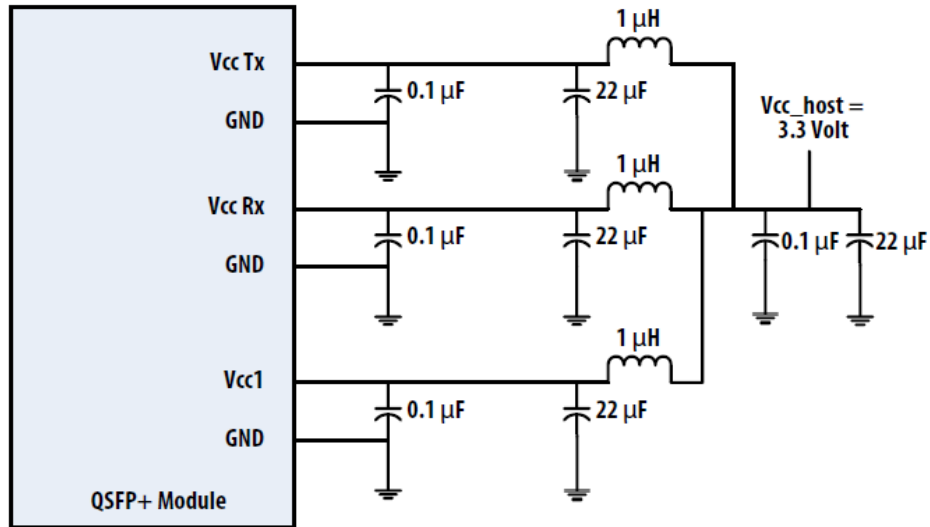 1 μH
Vcc Tx
0.1 μF
22 μF
Vcc_host =
3.3 Volt
GND
1 μH
Vcc Rx
0.1 μF
22 μF
0.1 μF
22 μF
GND
1 μH
Vcc1
0.1 μF
22 μF
GND
QSFP+ Module